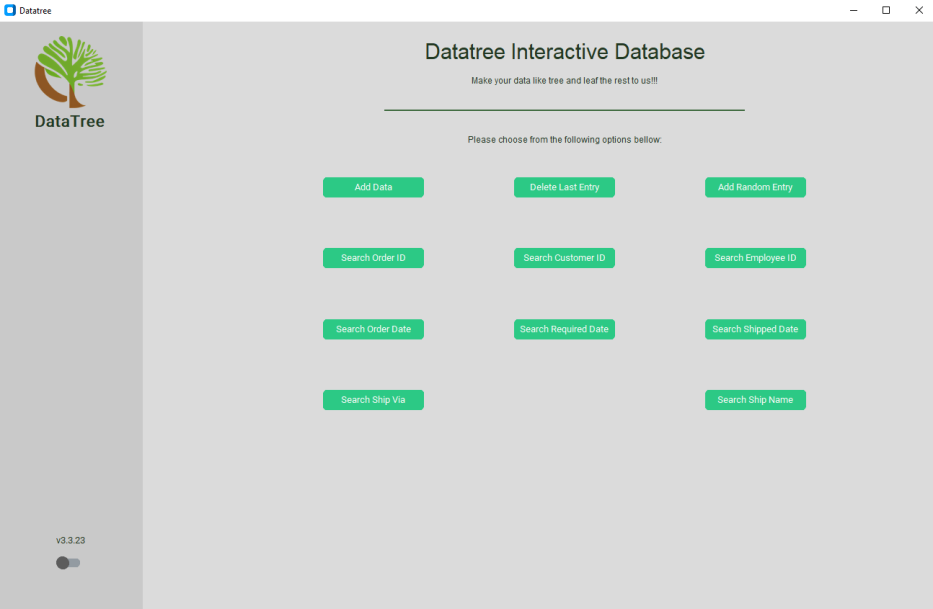 Datatree
DataTree
Datatree Interactive Database
Make your data like tree and leaf the rest to us!!!
Please choose from the following options bellow:
Add Data
Delete Last Entry
Add Random Entry
Search Order ID
Search Customer ID
Search Employee ID
Search Order Date
Search Required Date
Search Shipped Date
Search Ship Via
Search Ship Name
v3.3.23